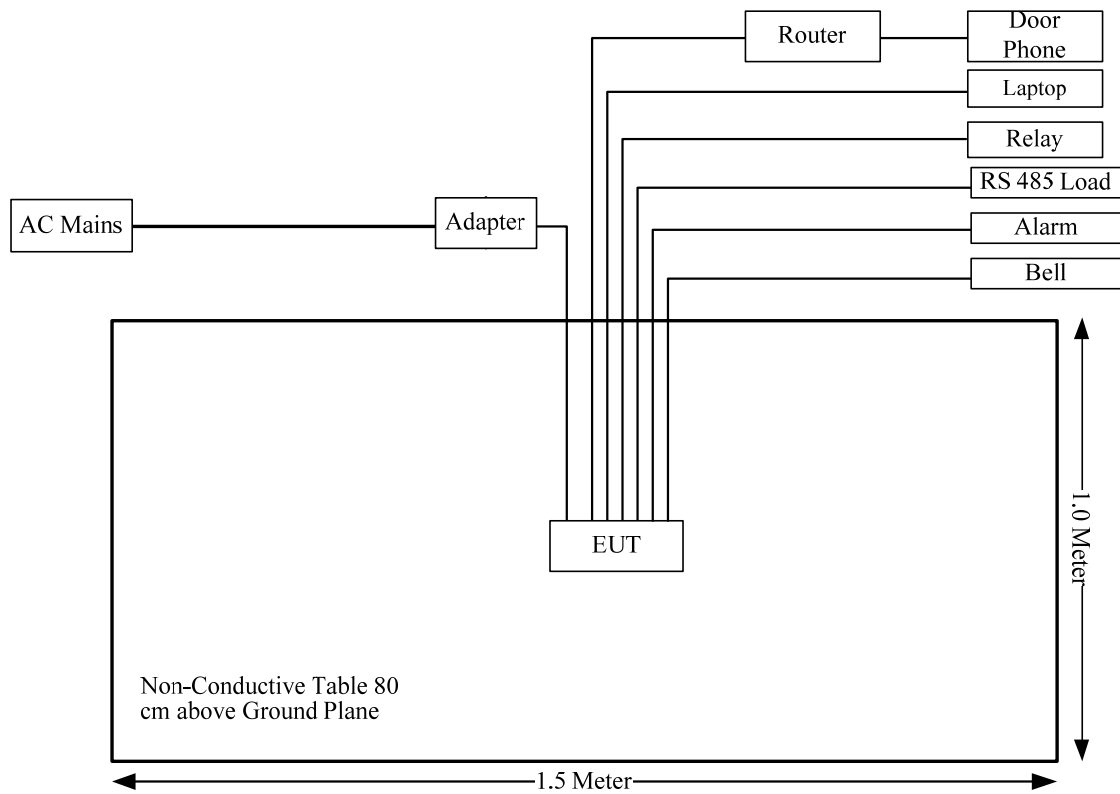 Door
Phone
Router
Laptop
Relay
RS 485 Load
AC Mains
Adapter
Alarm
Bell
EUT
1.0 Meter
Non-Conductive Table 80
cm above Ground Plane
1.5 Meter